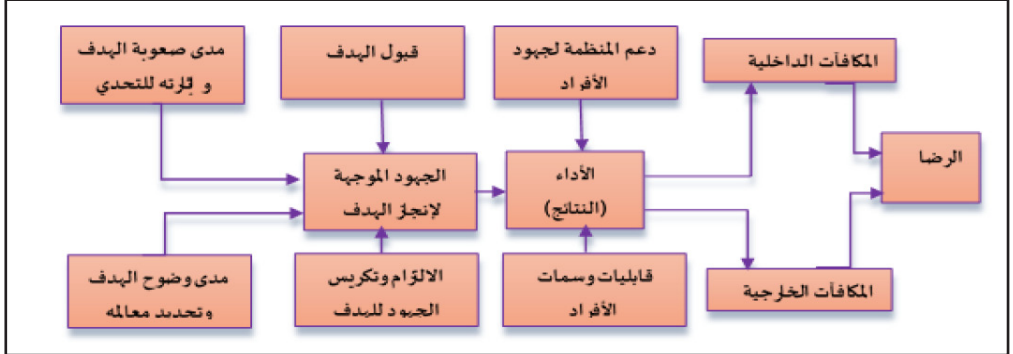 مدى صعوبة الهدف
و إثارته للتحدي
قبول الهدف
دعم المنظمة لجهود
الأفراد
المكافآت الداخلية
الرضا
الجهود الموجهة
لإنجاز الهدف
الأداء
(النتائج)
مدى وضوح الهدف
وتحديد معالمه
الالتزام وتكريس
الجهود للهدف
قابليات وسمات
الأفراد
المكافآت الخارجية